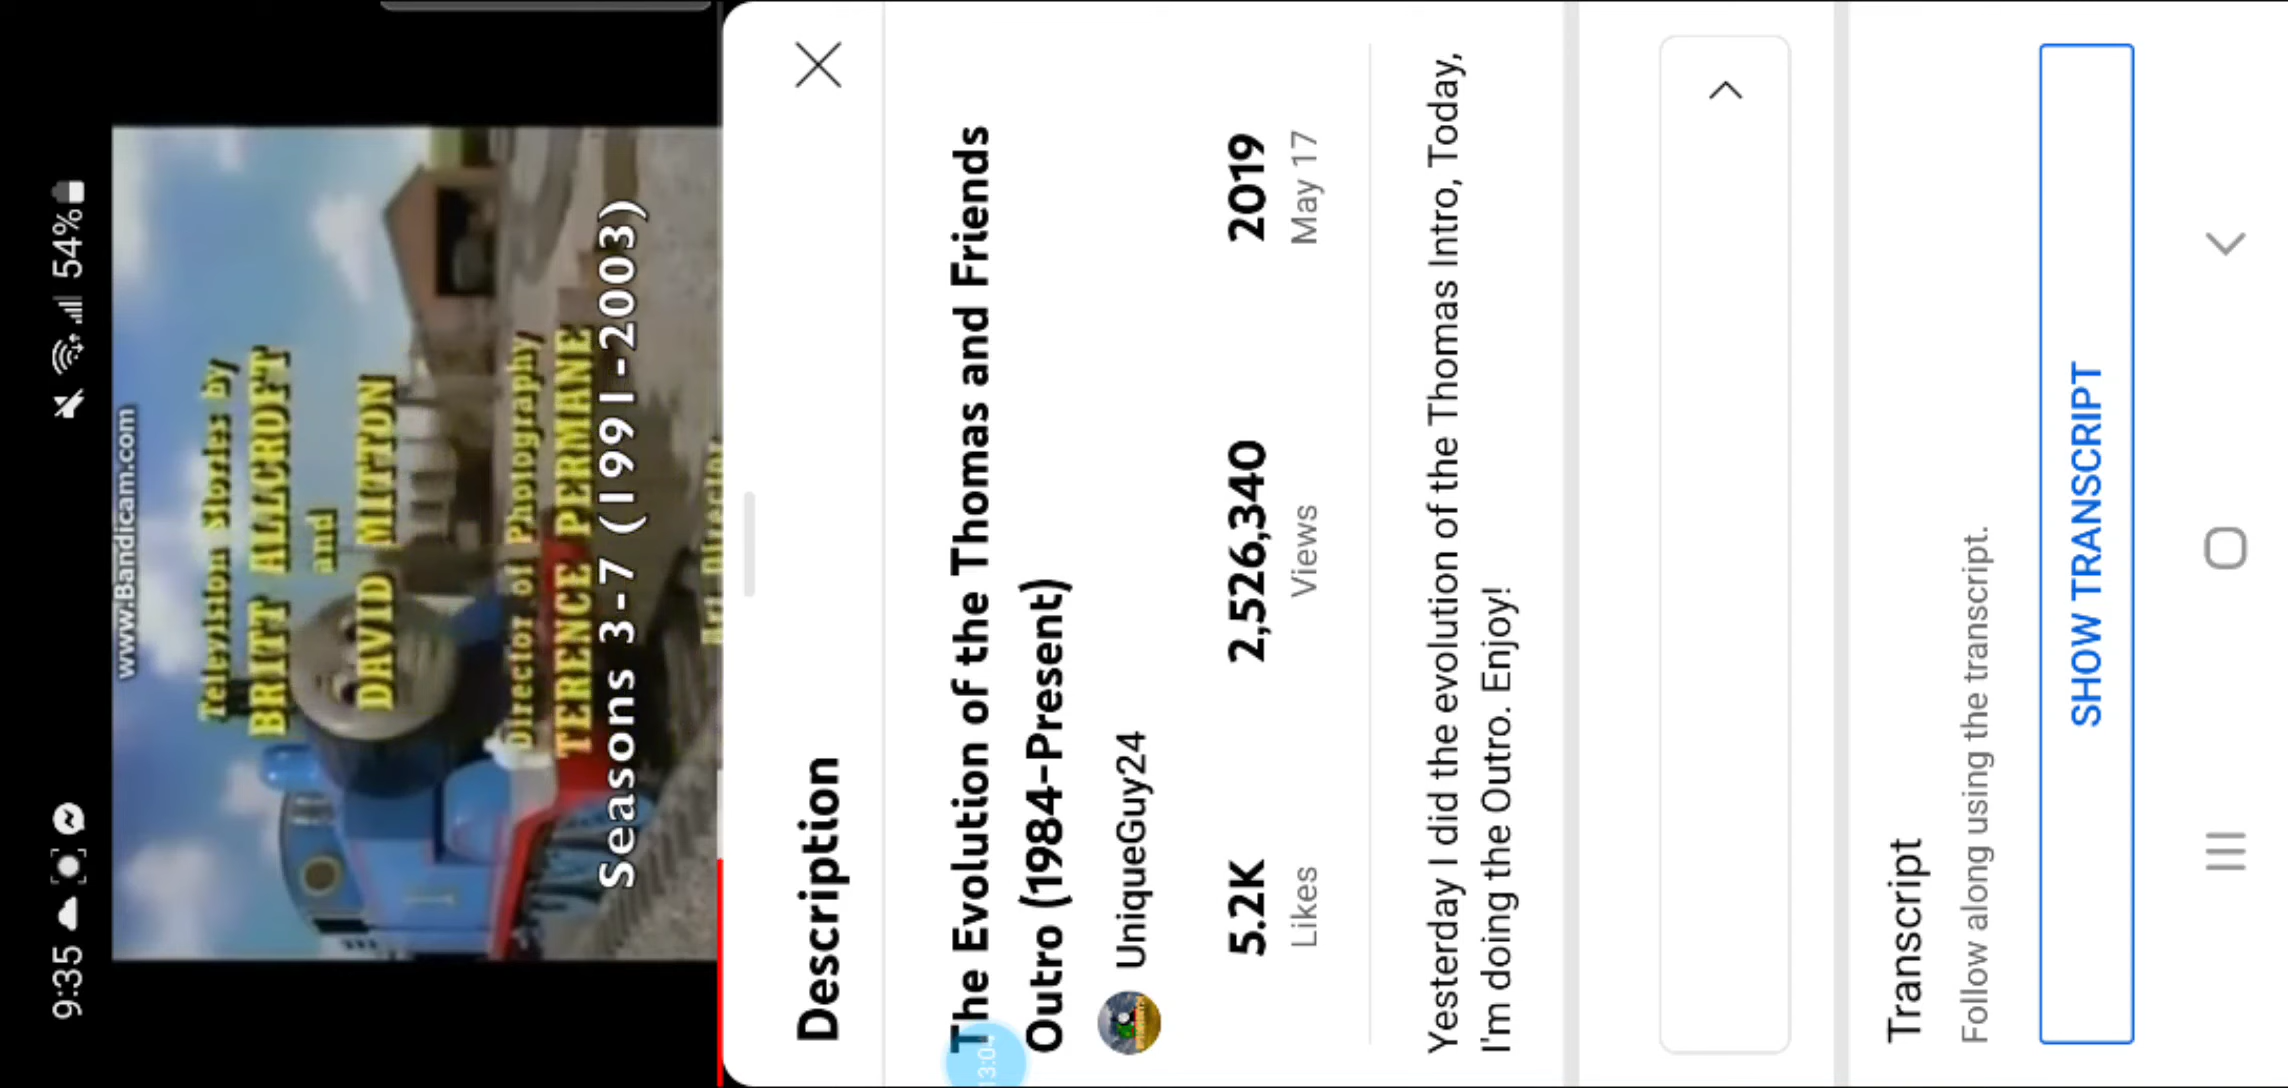 9:35
54%
www.Bandicam.com
Television Stories by
BRITT ALLCROFT
and
DAVID MITTON
Director of Photography
TERENCE PERMANE
Seasons 3-7 (1991-2003)
Art Director
Description
The Evolution of the Thomas and Friends
Outro (1984-Present)
UniqueGuy24
5.2K 2,526,340 2019
Likes Views May 17
Yesterday I did the evolution of the Thomas Intro, Today,
I'm doing the Outro. Enjoy!
Transcript
Follow along using the transcript.
SHOW TRANSCRIPT